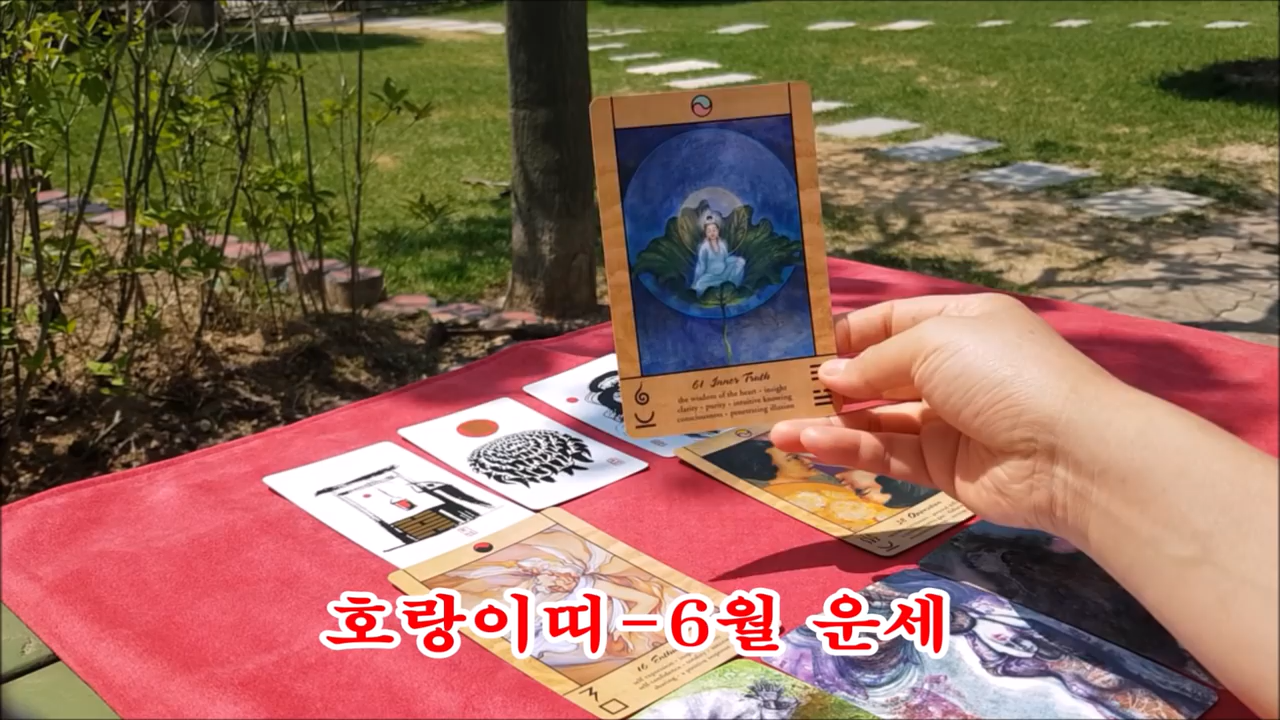 61 Inner Truth
the wisdom of the heart - insight
clarity - purity - intuitive knowing
consciousness - penetrating illusion
호랑이띠-6월 운세